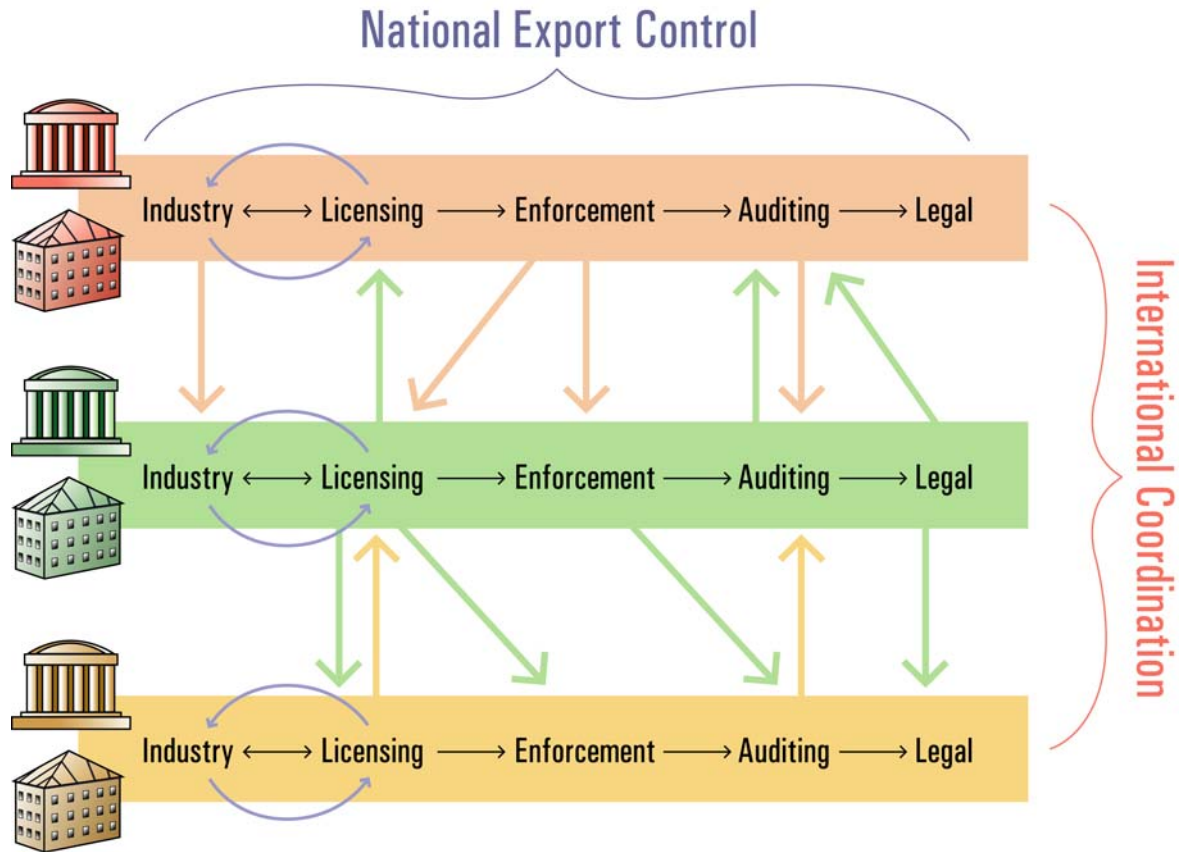 National Export Control
Industry Licensing Enforcement Auditing Legal
Industry Licensing Enforcement Auditing Legal
Industry Licensing Enforcement Auditing Legal
International Coordination